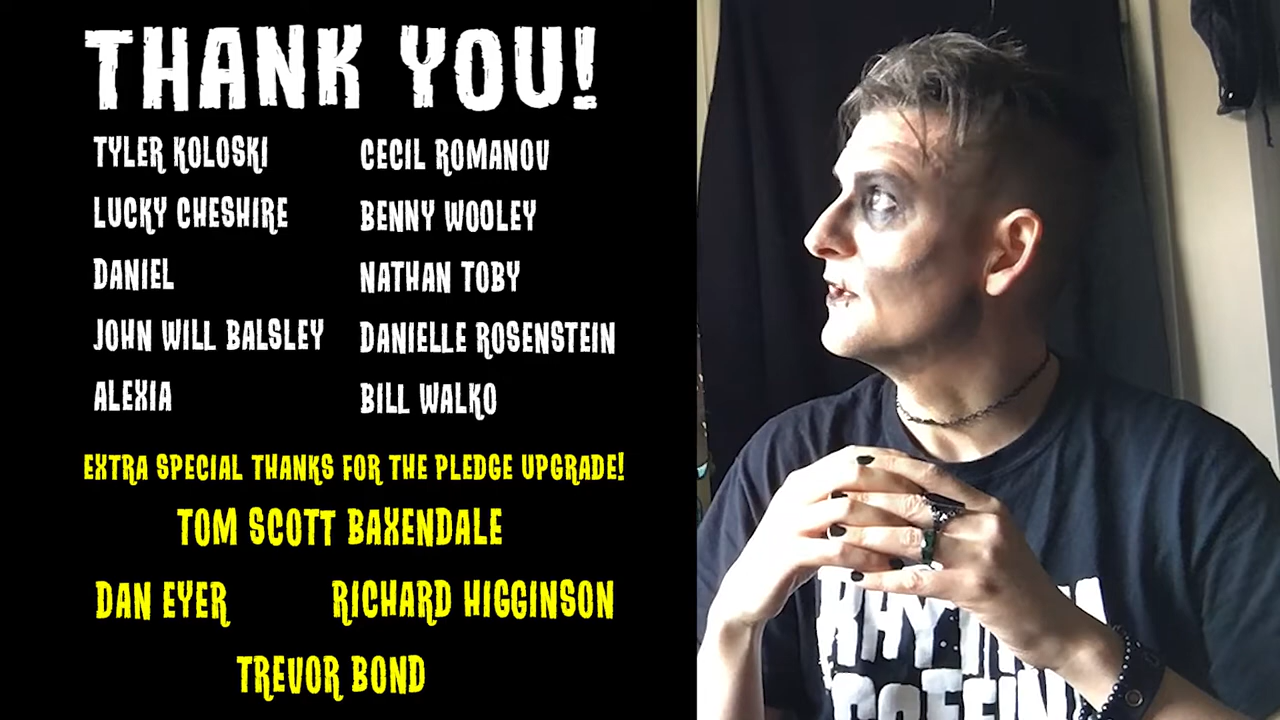 THANK YOU!
TYLER KOLOSKI
CECIL ROMANOV
LUCKY CHESHIRE
BENNY WOOLEY
DANIEL
NATHAN TOBY
JOHN WILL BALSLEY
DANIELLE ROSENSTEIN
ALEXIA
BILL WALKO
EXTRA SPECIAL THANKS FOR THE PLEDGE UPGRADE!
TOM SCOTT BAXENDALE
DAN EYER
RICHARD HIGGINSON
TREVOR BOND